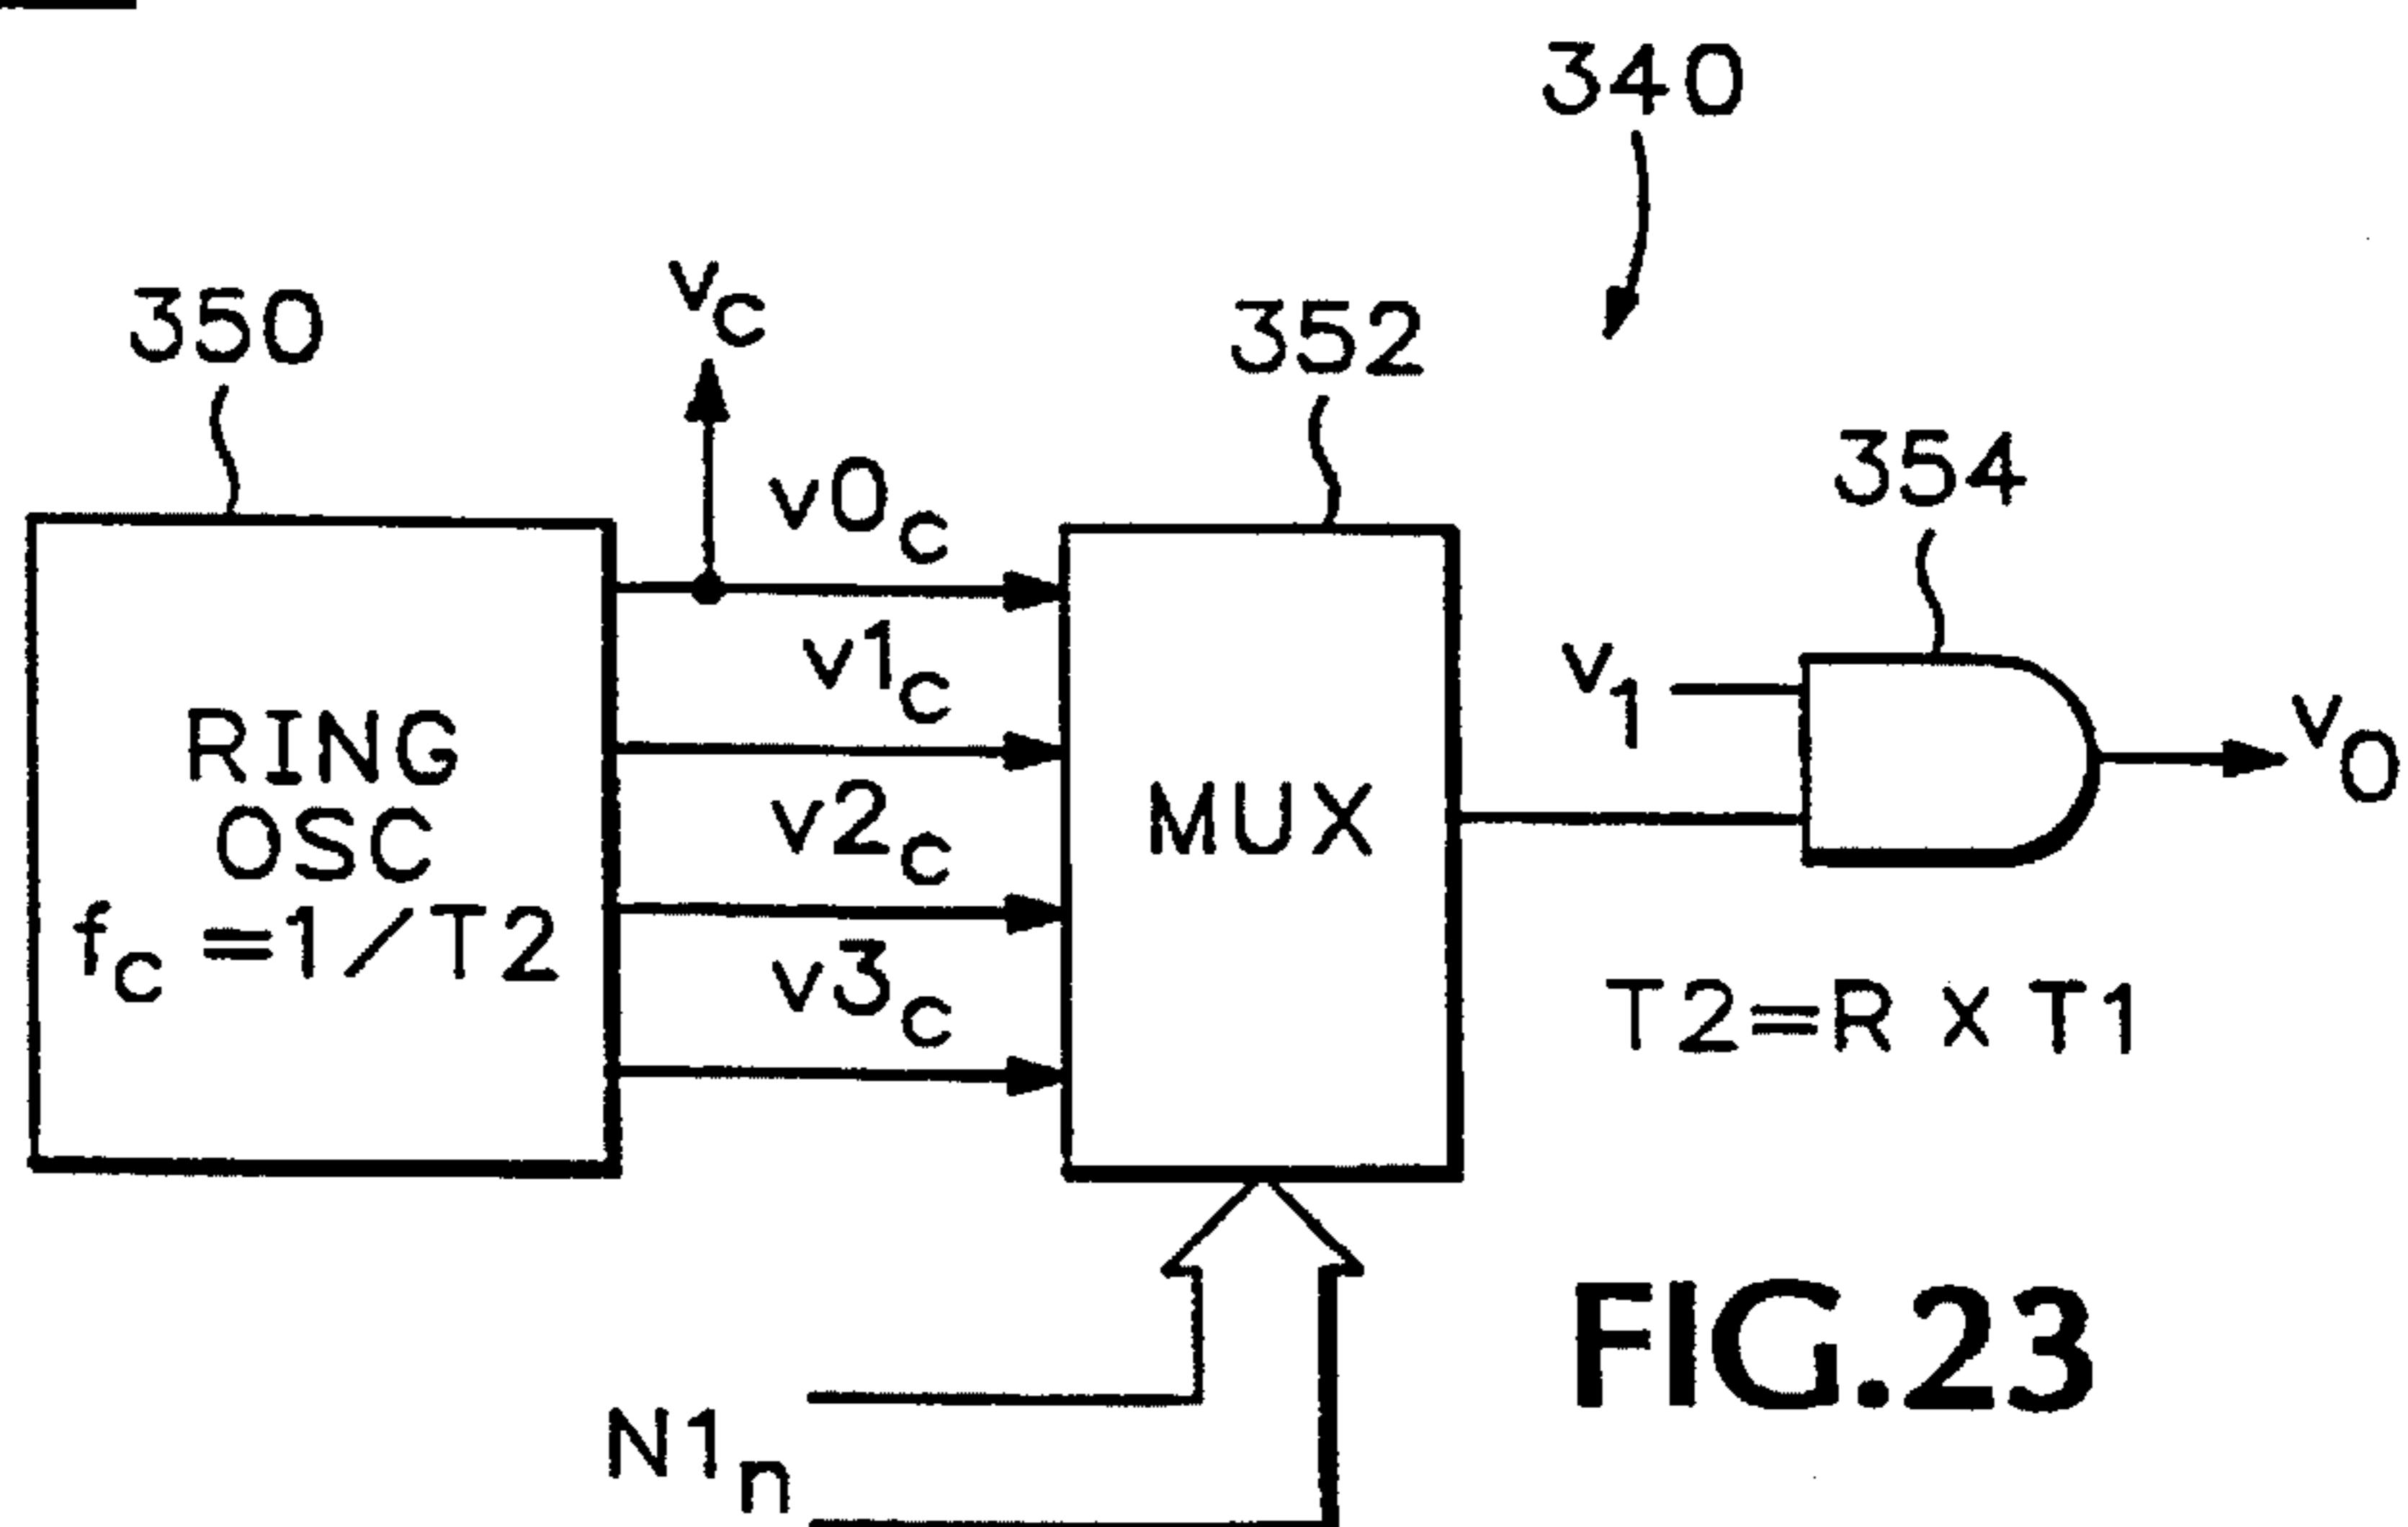 340
350
vC
352
v0C
354
v1C
v1
RING
OSC
fC =1/T2
v2C
MUX
vO
v3C
T2=R x T1
N1n
FIG.23